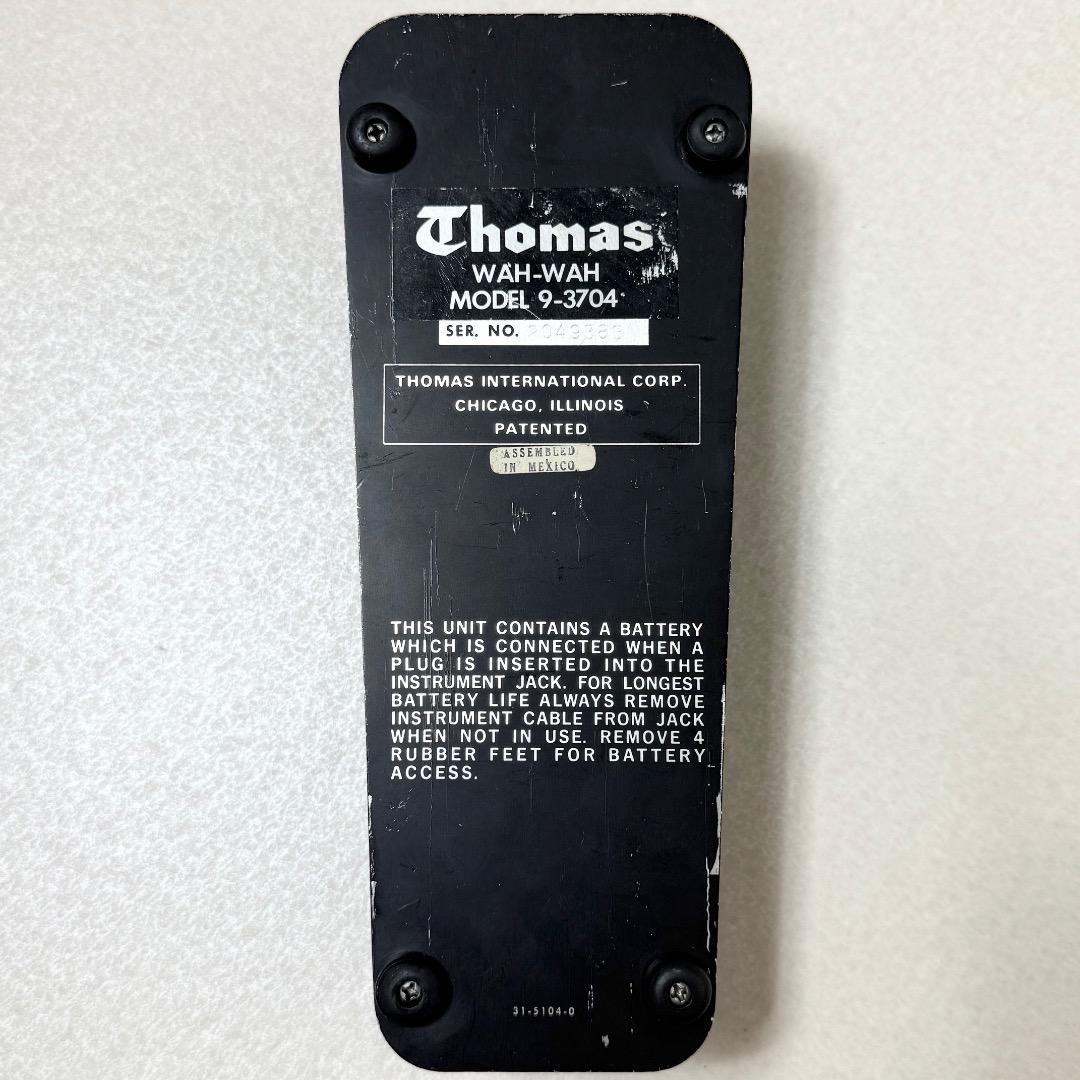 Thomas
WAH-WAH
MODEL 9-3704
SER. NO. 2049383
THOMAS INTERNATIONAL CORP.
CHICAGO, ILLINOIS
PATENTED
ASSEMBLED
IN MEXICO
THIS UNIT CONTAINS A BATTERY
WHICH IS CONNECTED WHEN A
PLUG IS INSERTED INTO THE
INSTRUMENT JACK. FOR LONGEST
BATTERY LIFE ALWAYS REMOVE
INSTRUMENT CABLE FROM JACK
WHEN NOT IN USE. REMOVE 4
RUBBER FEET FOR BATTERY
ACCESS.
31-5104-0